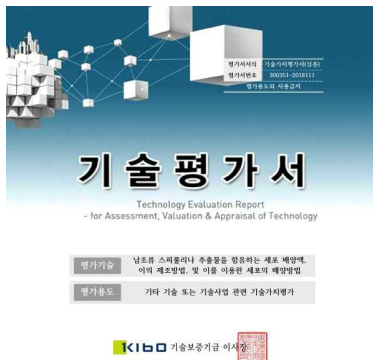 평가서서식 기술가치평가서(심층)
평가서번호 300351-2018111
평가용도외 사용금지
기술평가서
Technology Evaluation Report
- for Assessment, Valuation & Appraisal of Technology
평가기술 남조류 스피룰리나 추출물을 함유하는 세포 배양액,
이의 제조방법, 및 이를 이용한 세포의 배양방법
평가용도 기타 기술 또는 기술사업 관련 기술가치평가
KIBO 기술보증기금 이사장